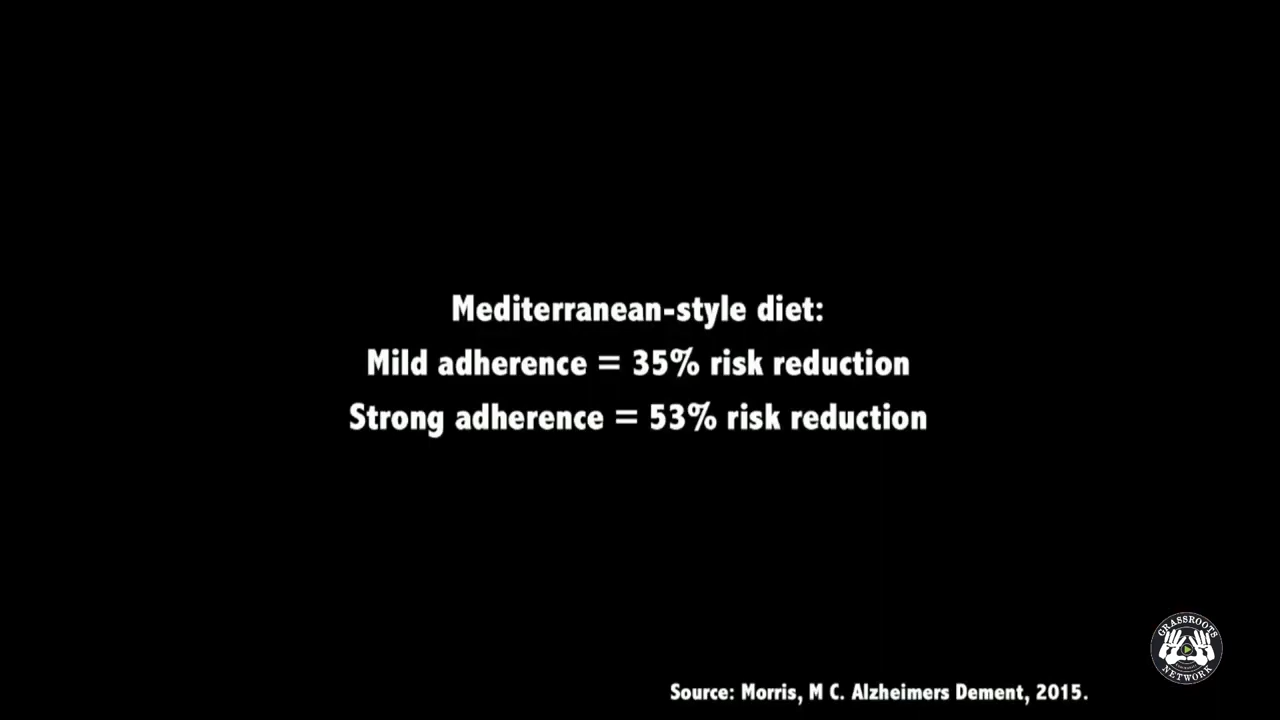 Mediterranean-style diet:
Mild adherence = 35% risk reduction
Strong adherence = 53% risk reduction
GRASSROOTS
NETWORK
Source: Morris, M C. Alzheimers Dement, 2015.